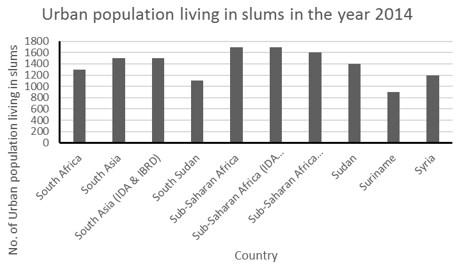 Urban population living in slums in the year 2014
No. of Urban population living in slums
1800
1600
1400
1200
1000
800
600
400
200
0
South Africa
South Asia
South Asia (IDA & IBRD)
South Sudan
Sub-Saharan Africa
Sub-Saharan Africa (IDA…
Sub-Saharan Africa…
Sudan
Suriname
Syria
Country